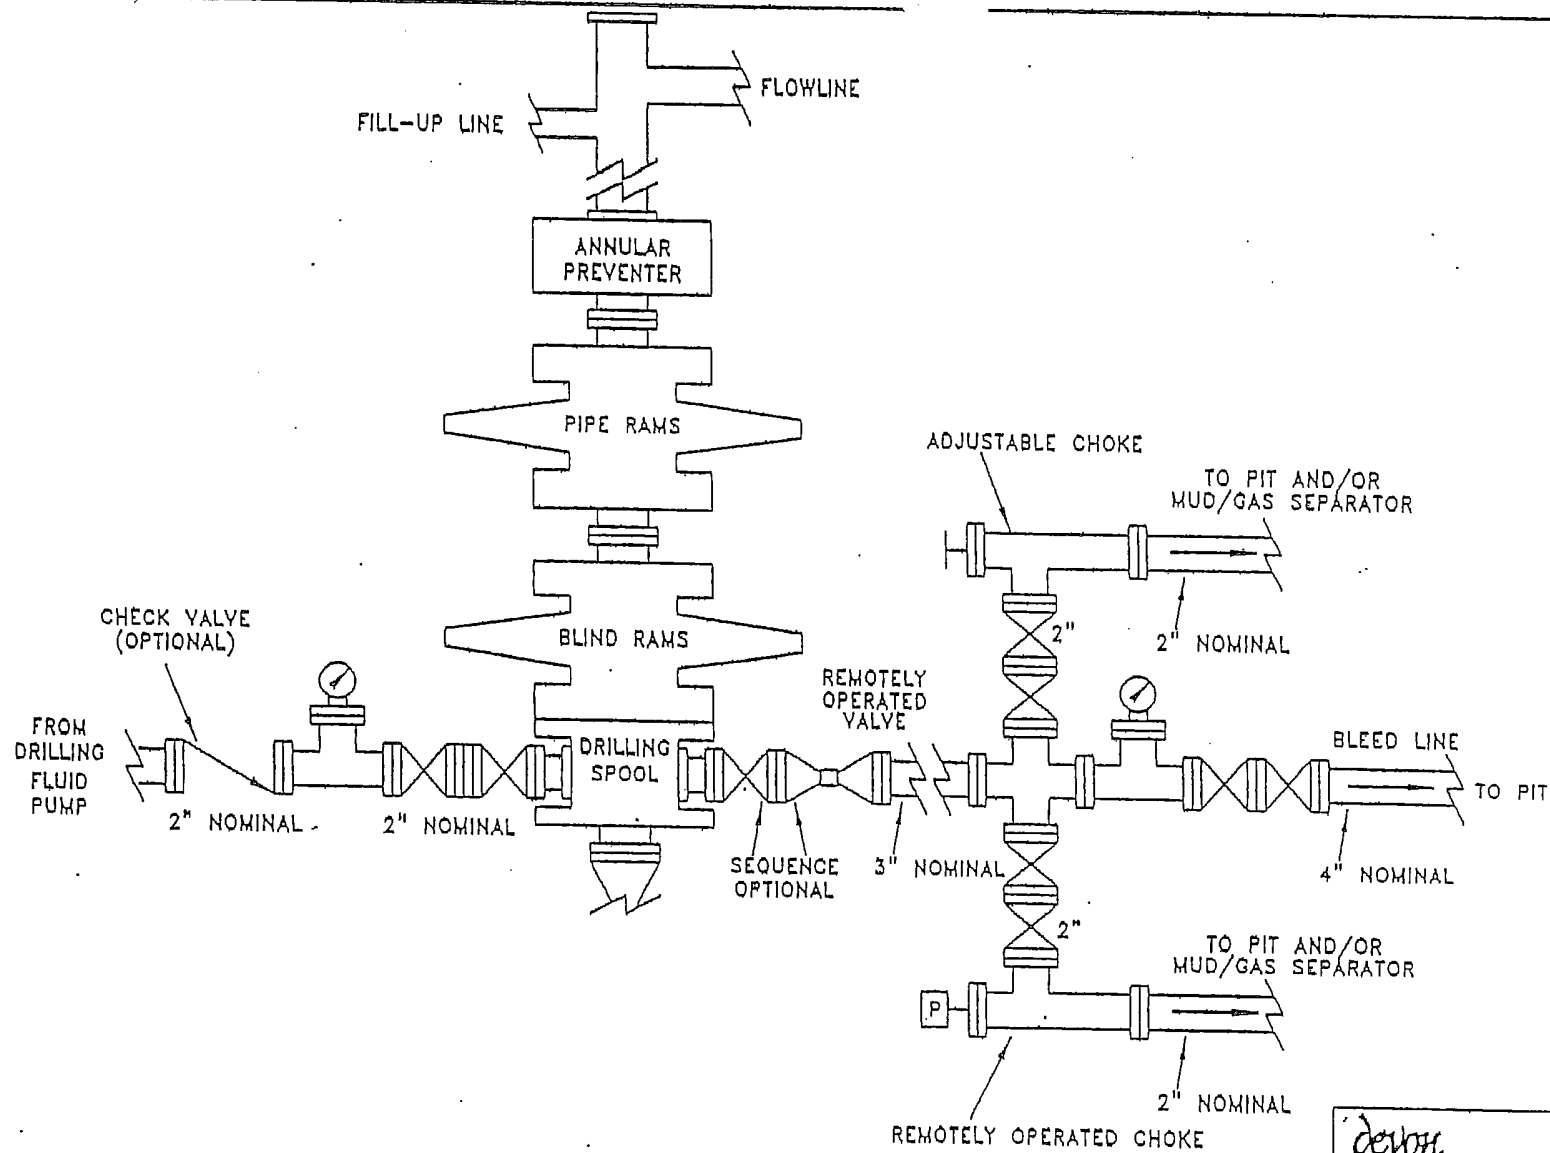 FLOWLINE
FILL-UP LINE
ANNULAR
PREVENTER
PIPE RAMS
ADJUSTABLE CHOKE
TO PIT AND/OR
MUD/GAS SEPARATOR
CHECK VALVE
(OPTIONAL)
BLIND RAMS
2"
2" NOMINAL
REMOTELY
OPERATED
VALVE
FROM
DRILLING
FLUID
PUMP
DRILLING
SPOOL
BLEED LINE
TO PIT
2" NOMINAL
2" NOMINAL
SEQUENCE
OPTIONAL
3" NOMINAL
4" NOMINAL
2"
TO PIT AND/OR
MUD/GAS SEPARATOR
P
2" NOMINAL
REMOTELY OPERATED CHOKE
devon